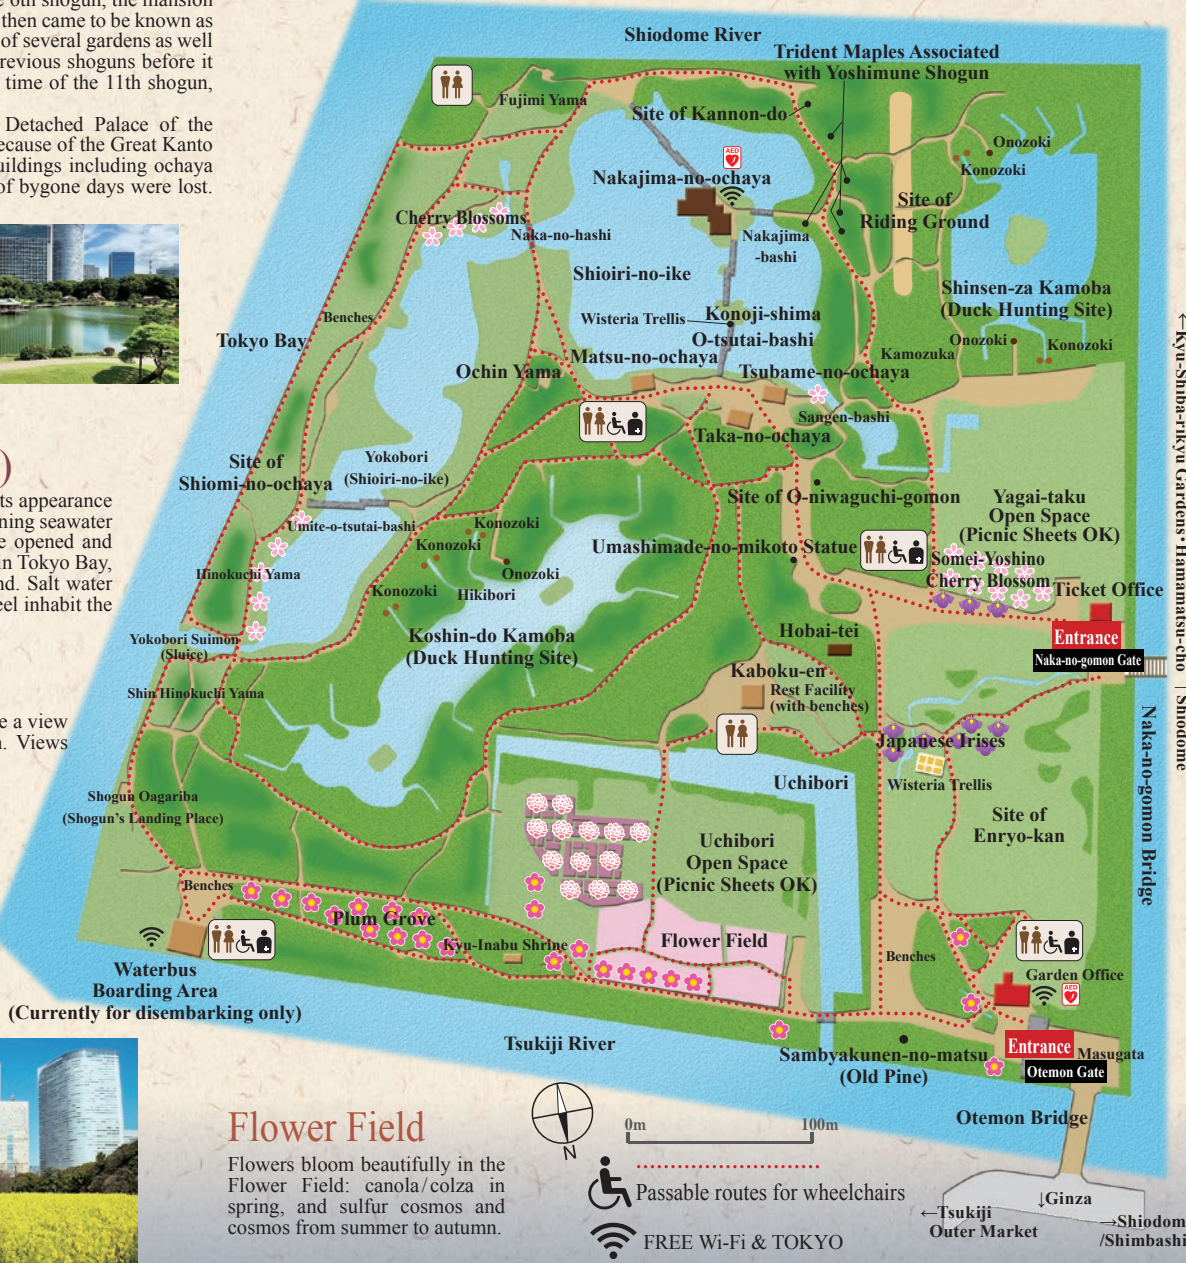 e 6th shogun, the mansion
then came to be known as
of several gardens as well
revious shoguns before it
time of the 11th shogun,
Detached Palace of the
ecause of the Great Kanto
uildings including ochaya
of bygone days were lost.
)
ts appearance
ning seawater
e opened and
in Tokyo Bay,
nd. Salt water
eel inhabit the
e a view
n. Views
Shiodome River
Trident Maples Associated
with Yoshimune Shogun
Fujimi Yama
Site of Kannon-do
AED
Onozoki
Konozoki
Nakajima-no-ochaya
Site of
Riding Ground
Cherry Blossoms
Naka-no-hashi
Nakajima
-bashi
Shioiri-no-ike
Shinsen-za Kamoba
(Duck Hunting Site)
Benches
Wisteria Trellis
Konoji-shima
Tokyo Bay
O-tsutai-bashi
Onozoki
Konozoki
Kamozuka
Matsu-no-ochaya
Ochin Yama
Tsubame-no-ochaya
Sangen-bashi
Taka-no-ochaya
Site of
Shiomi-no-ochaya
Yokobori
(Shioiri-no-ike)
Site of O-niwaguchi-gomon
Yagai-taku
Open Space
(Picnic Sheets OK)
Umite-o-tsutai-bashi
Konozoki
Konozoki
Onozoki
Umashimade-no-mikoto Statue
Somei-Yoshino
Cherry Blossom
Hinokuchi Yama
Konozoki
Hikibori
Ticket Office
Entrance
Naka-no-gomon Gate
Koshin-do Kamoba
(Duck Hunting Site)
Hobai-tei
Yokobori Suimon
(Sluice)
Kaboku-en
Rest Facility
(with benches)
Shin Hinokuchi Yama
Japanese Irises
Uchibori
Wisteria Trellis
Shogun Oagariba
(Shogun's Landing Place)
Uchibori
Open Space
(Picnic Sheets OK)
Site of
Enryo-kan
Benches
Plum Grove
Kyu-Inabu Shrine
Flower Field
Benches
Garden Office
AED
Waterbus
Boarding Area
(Currently for disembarking only)
Tsukiji River
Sambyakunen-no-matsu
(Old Pine)
Entrance
Otemon Gate
Masugata
Otemon Bridge
←Kyu-Shiba-rikyu Gardens•Hamamatsu-cho
Shiodome
Naka-no-gomon Bridge
Flower Field
Flowers bloom beautifully in the
Flower Field: canola/colza in
spring, and sulfur cosmos and
cosmos from summer to autumn.
N
0m 100m
Passable routes for wheelchairs
FREE Wi-Fi & TOKYO
←Tsukiji
Outer Market
↓Ginza
→Shiodom
/Shimbashi